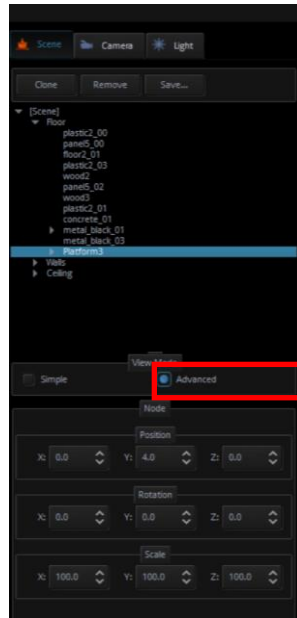 Scene Camera Light
Clone Remove Save...
[Scene]
Floor
plastic2_00
panel5_00
floor2_01
plastic2_03
wood2
panel5_02
wood3
plastic2_01
concrete_01
metal_black_01
metal_black_03
Platform3
Walls
Ceiling
View Mode
Simple Advanced
Node
Position
X: 0.0 Y: 4.0 Z: 0.0
Rotation
X: 0.0 Y: 0.0 Z: 0.0
Scale
X: 100.0 Y: 100.0 Z: 100.0